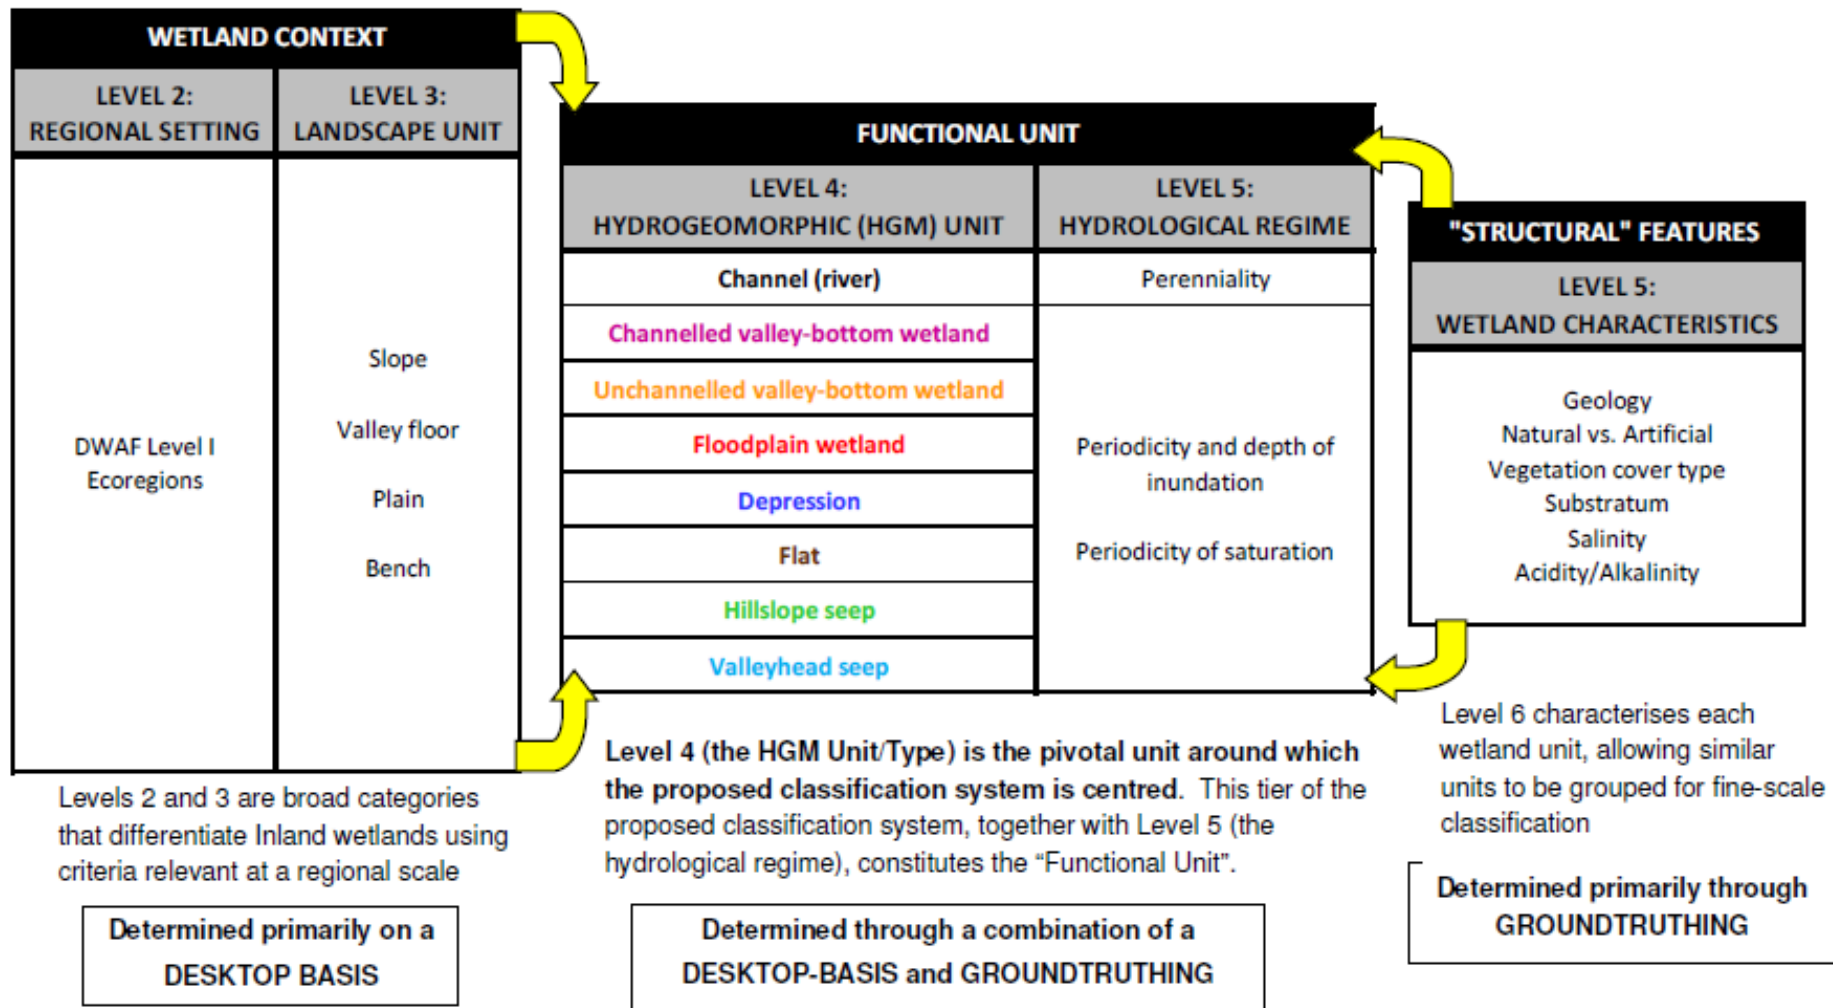 WETLAND CONTEXT
LEVEL 2:
REGIONAL SETTING
LEVEL 3:
LANDSCAPE UNIT
DWAF Level I
Ecoregions
Slope
Valley floor
Plain
Bench
Levels 2 and 3 are broad categories
that differentiate Inland wetlands using
criteria relevant at a regional scale
Determined primarily on a
DESKTOP BASIS
FUNCTIONAL UNIT
LEVEL 4:
HYDROGEOMORPHIC (HGM) UNIT
LEVEL 5:
HYDROLOGICAL REGIME
Channel (river)
Perenniality
Channelled valley-bottom wetland
Unchannelled valley-bottom wetland
Floodplain wetland
Depression
Flat
Hillslope seep
Valleyhead seep
Periodicity and depth of
inundation
Periodicity of saturation
Level 4 (the HGM Unit/Type) is the pivotal unit around which
the proposed classification system is centred. This tier of the
proposed classification system, together with Level 5 (the
hydrological regime), constitutes the “Functional Unit”.
Determined through a combination of a
DESKTOP-BASIS and GROUNDTRUTHING
"STRUCTURAL" FEATURES
LEVEL 5:
WETLAND CHARACTERISTICS
Geology
Natural vs. Artificial
Vegetation cover type
Substratum
Salinity
Acidity/Alkalinity
Level 6 characterises each
wetland unit, allowing similar
units to be grouped for fine-scale
classification
Determined primarily through
GROUNDTRUTHING